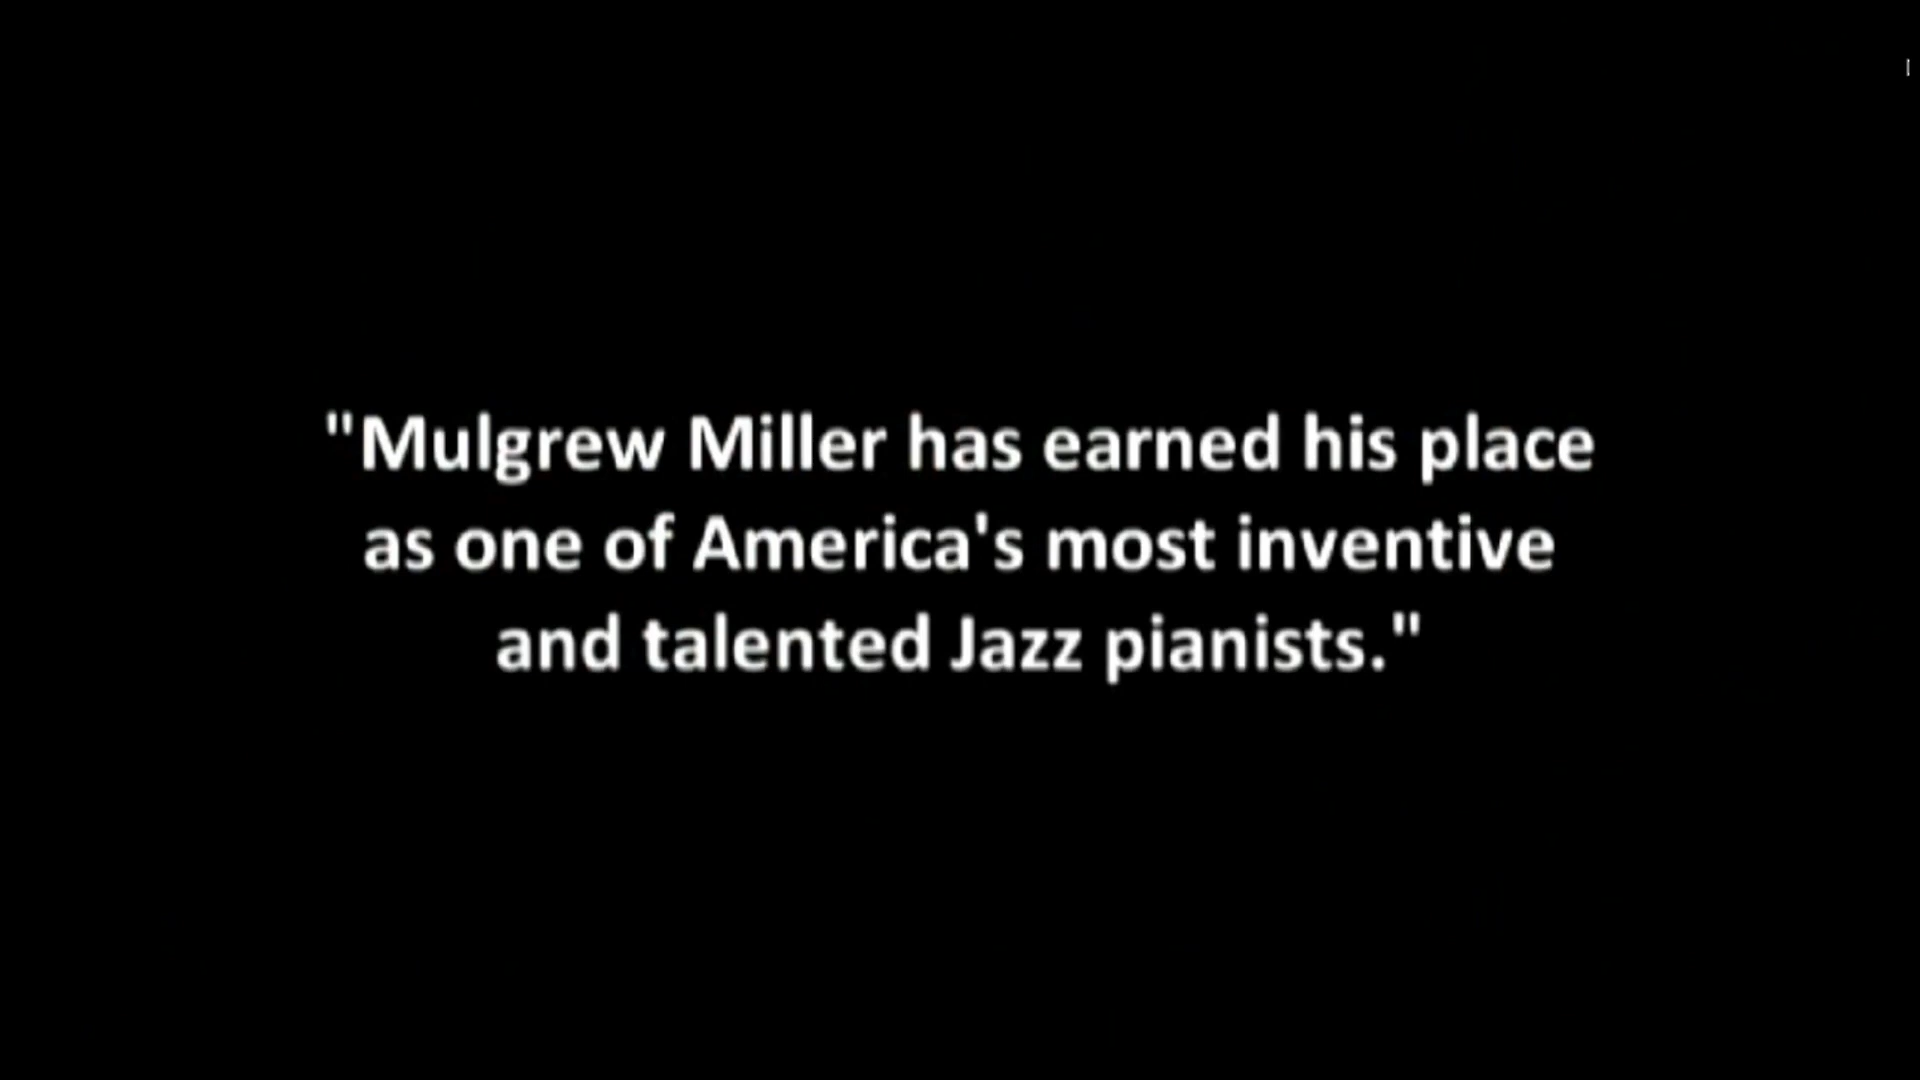 "Mulgrew Miller has earned his place
as one of America's most inventive
and talented Jazz pianists."